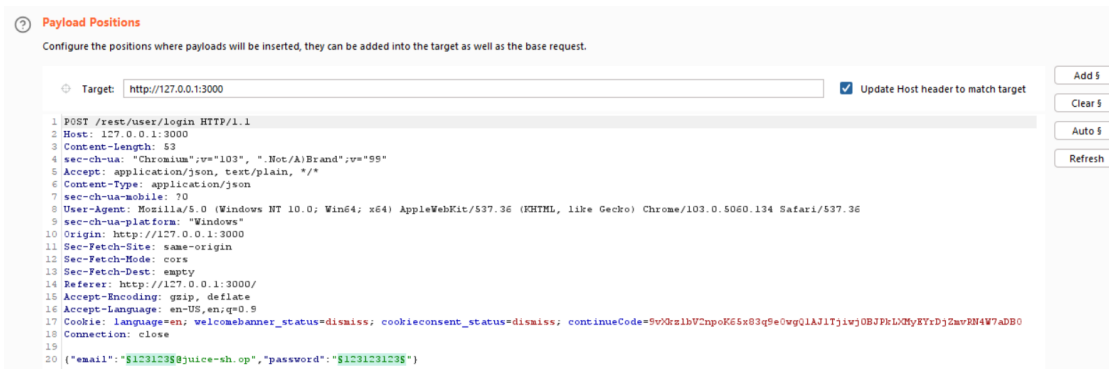 Payload Positions
Configure the positions where payloads will be inserted, they can be added into the target as well as the base request.
Target: http://127.0.0.1:3000
Update Host header to match target
Add §
Clear §
Auto §
Refresh
1 POST /rest/user/login HTTP/1.1
2 Host: 127.0.0.1:3000
3 Content-Length: 53
4 sec-ch-ua: "Chromium";v="103", ".Not/A)Brand";v="99"
5 Accept: application/json, text/plain, */*
6 Content-Type: application/json
7 sec-ch-ua-mobile: ?0
8 User-Agent: Mozilla/5.0 (Windows NT 10.0; Win64; x64) AppleWebKit/537.36 (KHTML, like Gecko) Chrome/103.0.5060.134 Safari/537.36
9 sec-ch-ua-platform: "Windows"
10 Origin: http://127.0.0.1:3000
11 Sec-Fetch-Site: same-origin
12 Sec-Fetch-Mode: cors
13 Sec-Fetch-Dest: empty
14 Referer: http://127.0.0.1:3000/
15 Accept-Encoding: gzip, deflate
16 Accept-Language: en-US,en;q=0.9
17 Cookie: language=en; welcomebanner_status=dismiss; cookieconsent_status=dismiss; continueCode=
18 Connection: close
19
20 {"email":"§123123§@juice-sh.op","password":"§123123123§"}